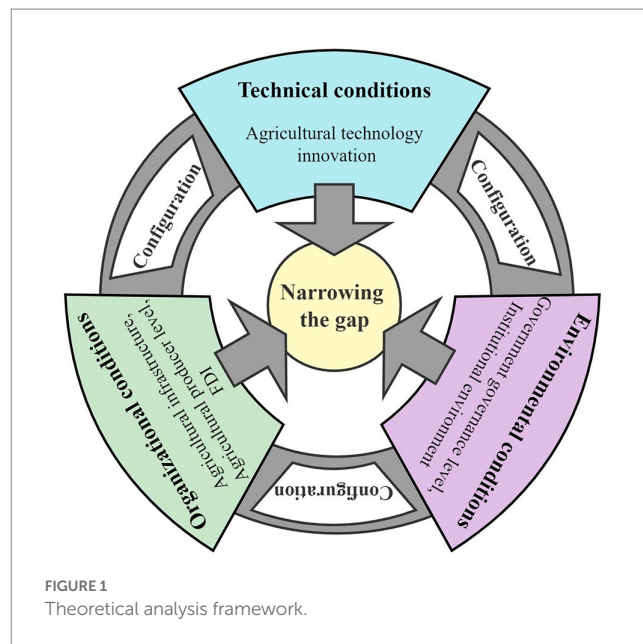 Technical conditions
Agricultural technology
innovation
Configuration
Configuration
Narrowing
the gap
Organizational conditions
Agricultural infrastructure,
Agricultural producer level,
FDI
Environmental conditions
Government governance level,
Institutional environment
Configuration
FIGURE 1
Theoretical analysis framework.